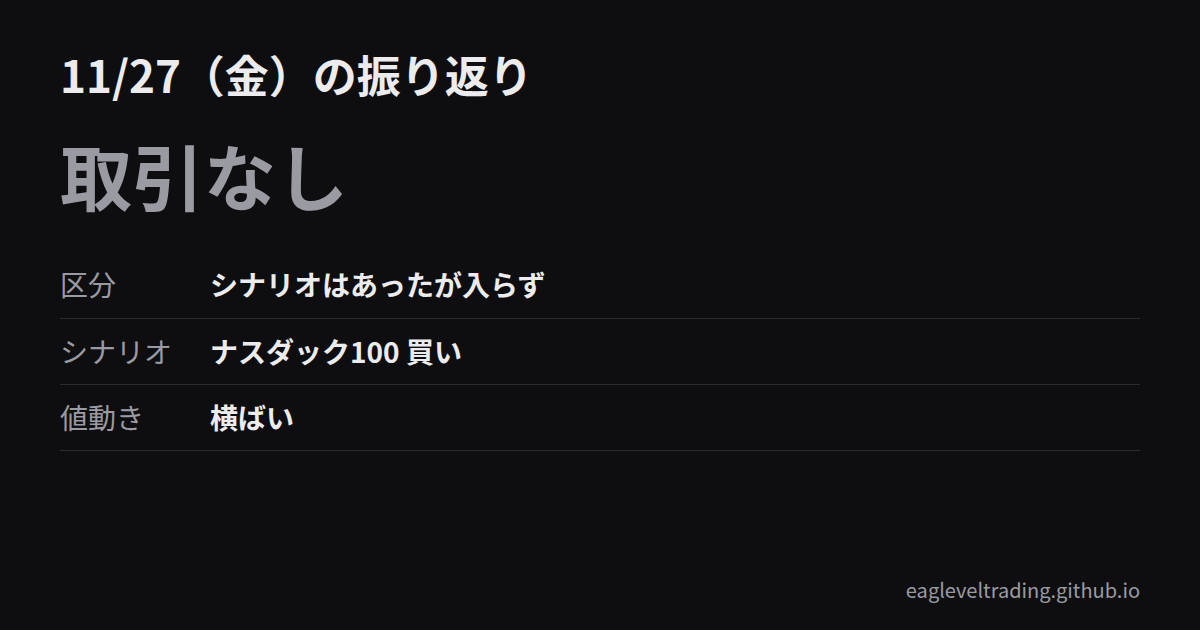 11/27（金）の振り返り
取引なし
区分 シナリオはあったが入らず
シナリオ ナスダック100 買い
値動き 横ばい
eagleveltrading.github.io